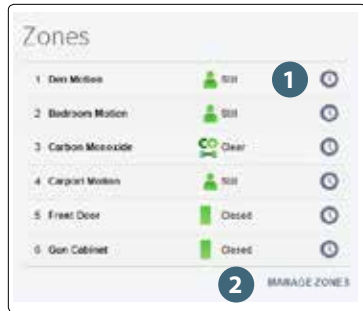 Zones
1 Den Motion Still 1
2 Bedroom Motion Still
3 Carbon Monoxide CO Clear
4 Carport Motion Still
5 Front Door Closed
6 Gun Cabinet Closed
2 MANAGE ZONES